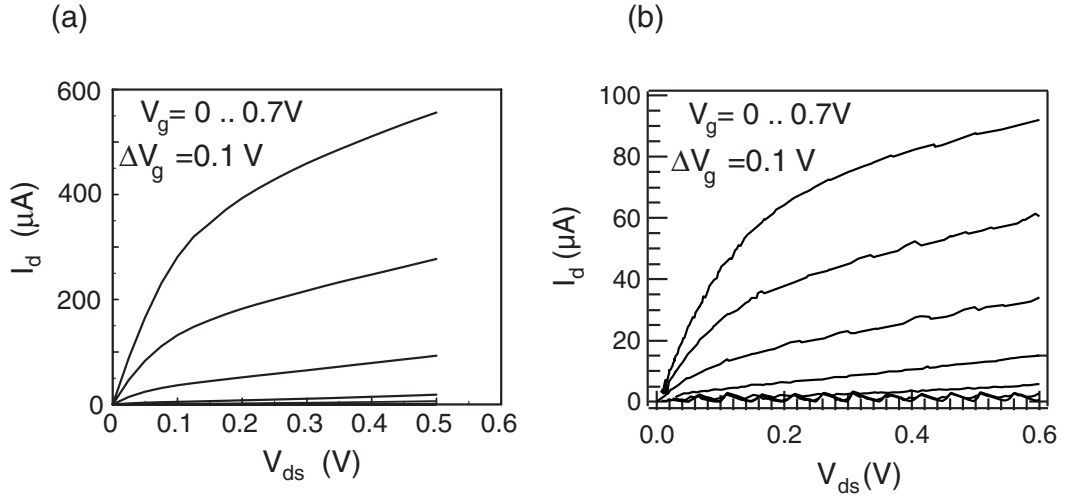 (a)
V_g= 0 .. 0.7V
ΔV_g =0.1 V
600
400
200
0
I_d (μA)
0 0.1 0.2 0.3 0.4 0.5 0.6
V_ds (V)
(b)
V_g= 0 .. 0.7V
ΔV_g =0.1 V
100
80
60
40
20
0
I_d (μA)
0.0 0.2 0.4 0.6
V_ds (V)